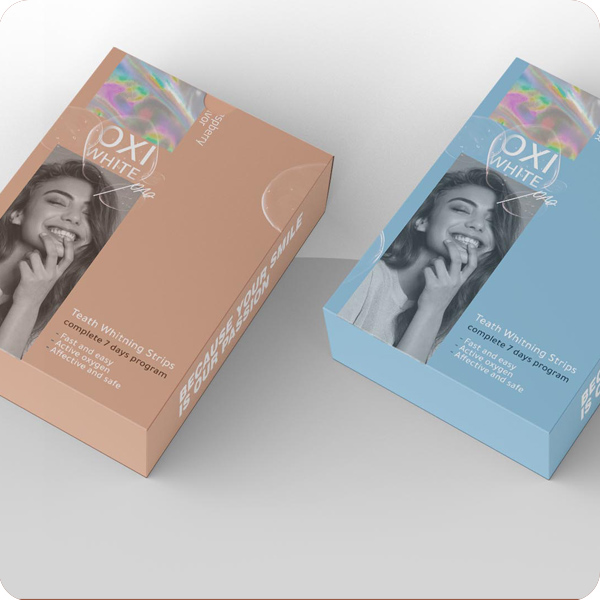 OXI
WHITE
pro
Teath Whitning Strips
complete 7 days program
- Fast and easy
- Active oxygen
- Affective and safe
BECAUSE YOUR SMILE
IS OUR PASSION
OXI
WHITE
pro
Teath Whitning Strips
complete 7 days program
- Fast and easy
- Active oxygen
- Affective and safe